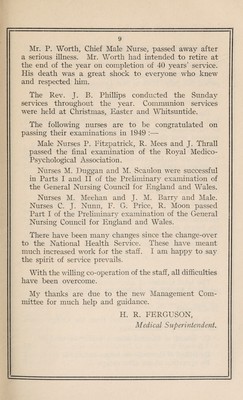 9
Mr. P. Worth, Chief Male Nurse, passed away after
a serious illness. Mr. Worth had intended to retire at
the end of the year on completion of 40 years' service.
His death was a great shock to everyone who knew
and respected him.
The Rev. J. B. Phillips conducted the Sunday
services throughout the year. Communion services
were held at Christmas, Easter and Whitsuntide.
The following nurses are to be congratulated on
passing their examinations in 1949 :—
Male Nurses P. Fitzpatrick, R. Mees and J. Thrall
passed the final examination of the Royal Medico-
Psychological Association.
Nurses M. Duggan and M. Scanlon were successful
in Parts I and II of the Preliminary examination of
the General Nursing Council for England and Wales.
Nurses M. Meehan and J. M. Barry and Male.
Nurses C. J. Nunn, F. G. Price, R. Moon passed
Part I of the Preliminary examination of the General
Nursing Council for England and Wales.
There have been many changes since the change-over
to the National Health Service. These have meant
much increased work for the staff. I am happy to say
the spirit of service prevails.
With the willing co-operation of the staff, all difficulties
have been overcome.
My thanks are due to the new Management Com-
mittee for much help and guidance.
H. R. FERGUSON,
Medical Superintendent.